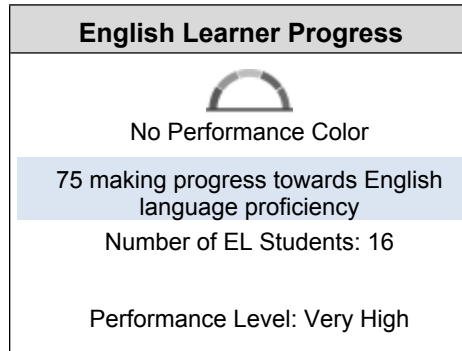 English Learner Progress
No Performance Color
75 making progress towards English
language proficiency
Number of EL Students: 16
Performance Level: Very High